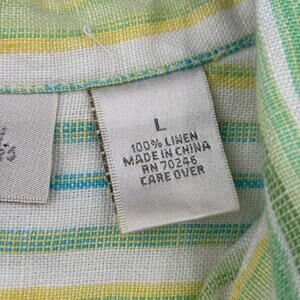 L
100% LINEN
MADE IN CHINA
RN 70246
CARE OVER